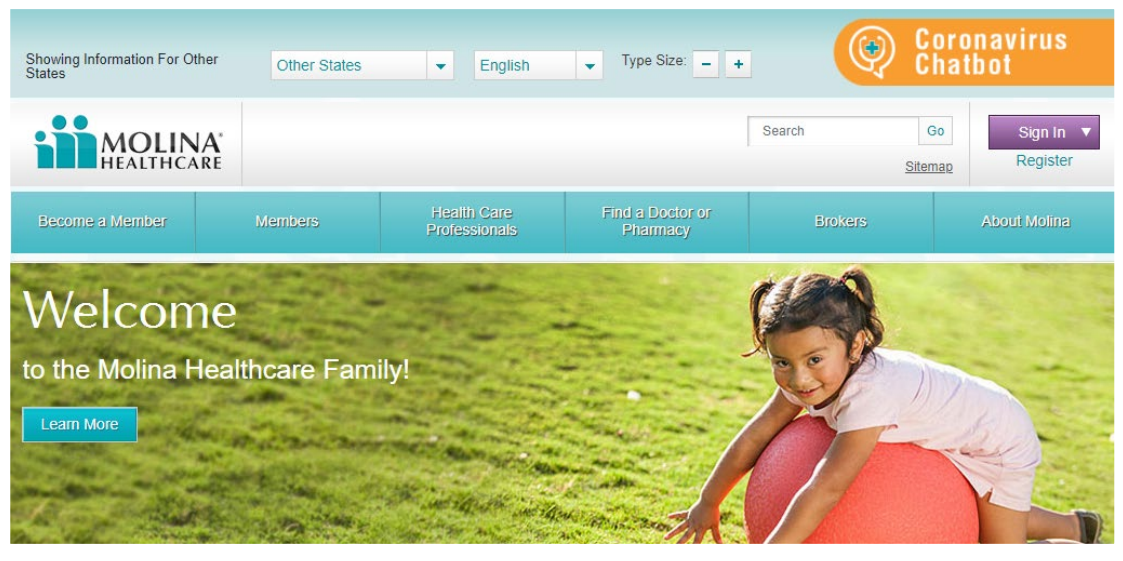 Showing Information For Other
States
Other States
English
Type Size: - +
Coronavirus
Chatbot
MOLINA®
HEALTHCARE
Search
Go
Sitemap
Sign In ▼
Register
Become a Member
Members
Health Care
Professionals
Find a Doctor or
Pharmacy
Brokers
About Molina
Welcome
to the Molina Healthcare Family!
Learn More